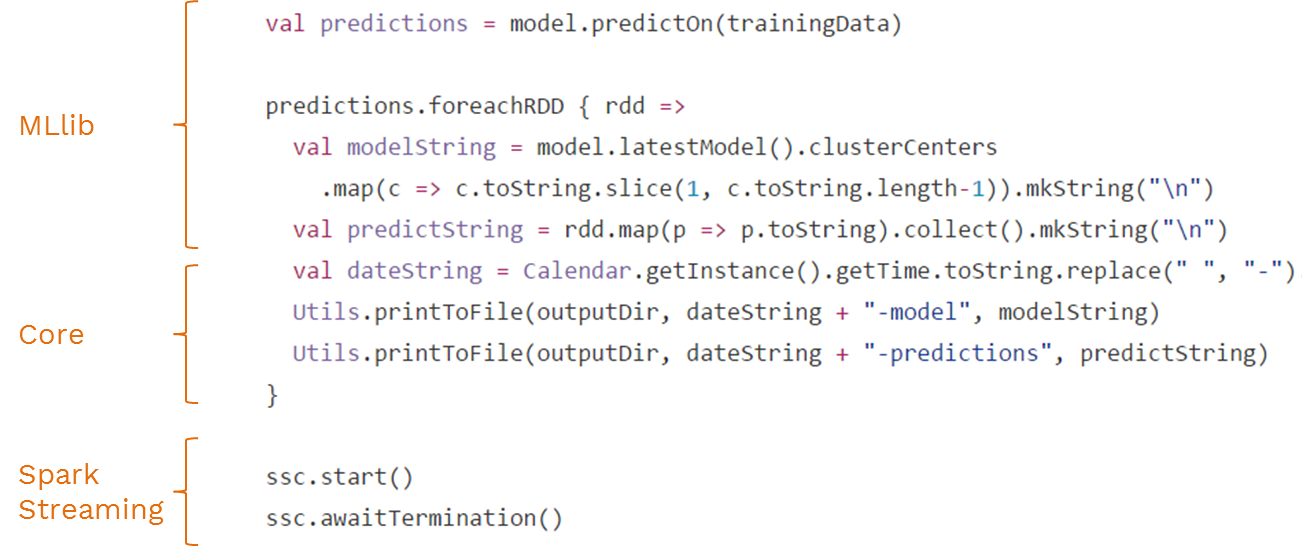 val predictions = model.predictOn(trainingData)
MLlib
predictions.foreachRDD { rdd =>
val modelString = model.latestModel().clusterCenters
.map(c => c.toString.slice(1, c.toString.length-1)).mkString("\n")
val predictString = rdd.map(p => p.toString).collect().mkString("\n")
Core
val dateString = Calendar.getInstance().getTime.toString.replace(" ", "-")
Utils.printToFile(outputDir, dateString + "-model", modelString)
Utils.printToFile(outputDir, dateString + "-predictions", predictString)
}
Spark
Streaming
ssc.start()
ssc.awaitTermination()